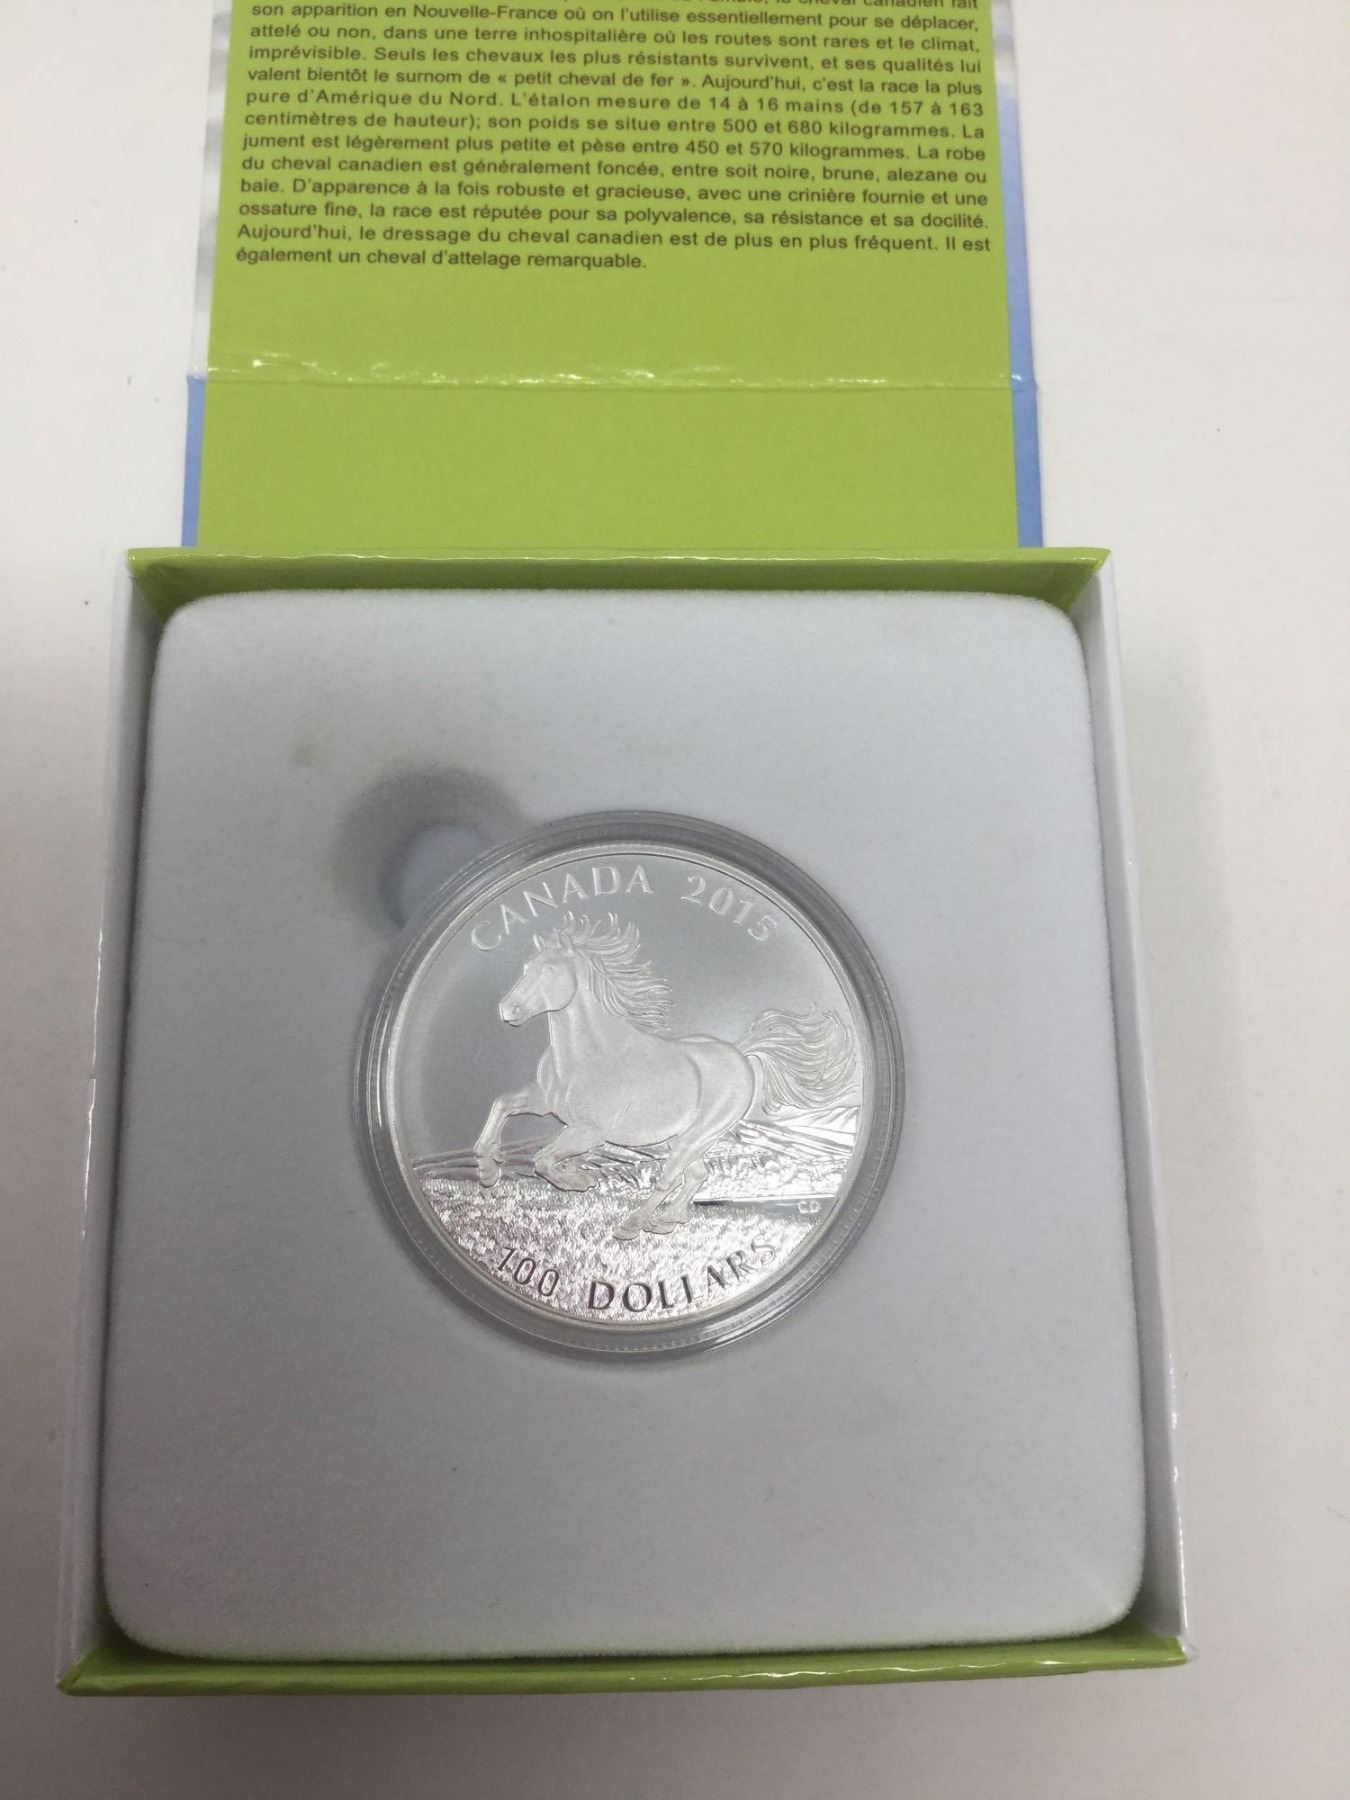 cheval canadien fait
son apparition en Nouvelle-France où on l'utilise essentiellement pour se déplacer,
attelé ou non, dans une terre inhospitalière où les routes sont rares et le climat,
imprévisible. Seuls les chevaux les plus résistants survivent, et ses qualités lui
valent bientôt le surnom de « petit cheval de fer ». Aujourd'hui, c'est la race la plus
pure d'Amérique du Nord. L'étalon mesure de 14 à 16 mains (de 157 à 163
centimètres de hauteur); son poids se situe entre 500 et 680 kilogrammes. La
jument est légèrement plus petite et pèse entre 450 et 570 kilogrammes. La robe
du cheval canadien est généralement foncée, entre soit noire, brune, alezane ou
baie. D'apparence à la fois robuste et gracieuse, avec une crinière fournie et une
ossature fine, la race est réputée pour sa polyvalence, sa résistance et sa docilité.
Aujourd'hui, le dressage du cheval canadien est de plus en plus fréquent. Il est
également un cheval d'attelage remarquable.
CANADA 2015
CD
100 DOLLARS